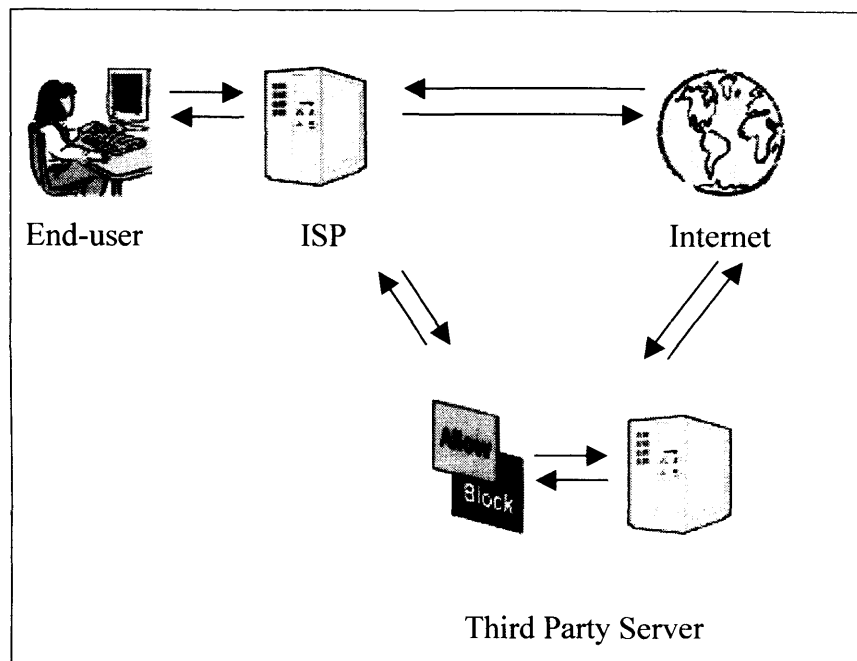 End-user
ISP
Internet
Allow
Block
Third Party Server